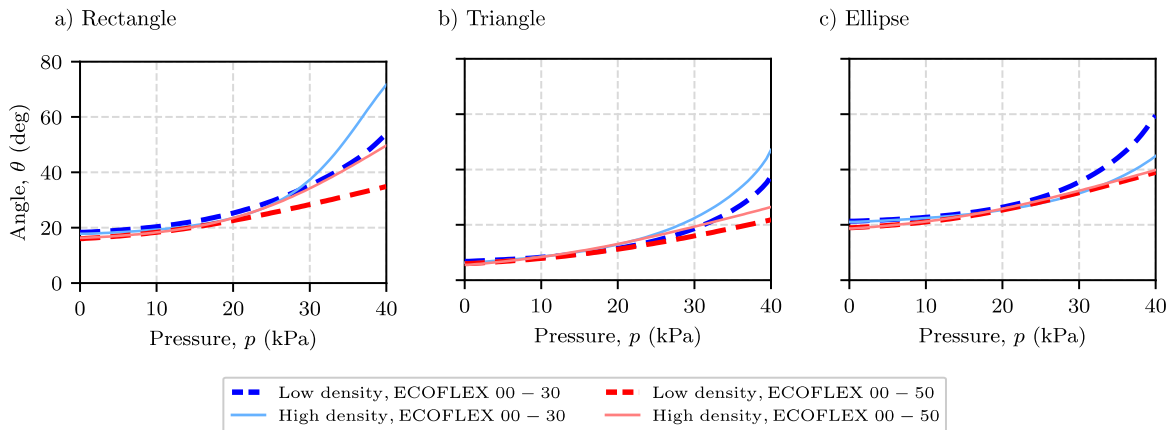 a) Rectangle
b) Triangle
c) Ellipse
80
60
40
20
0
Angle, θ (deg)
0 10 20 30 40
0 10 20 30 40
0 10 20 30 40
Pressure, p (kPa)
Pressure, p (kPa)
Pressure, p (kPa)
Low density, ECOFLEX 00 − 30
Low density, ECOFLEX 00 − 50
High density, ECOFLEX 00 − 30
High density, ECOFLEX 00 − 50